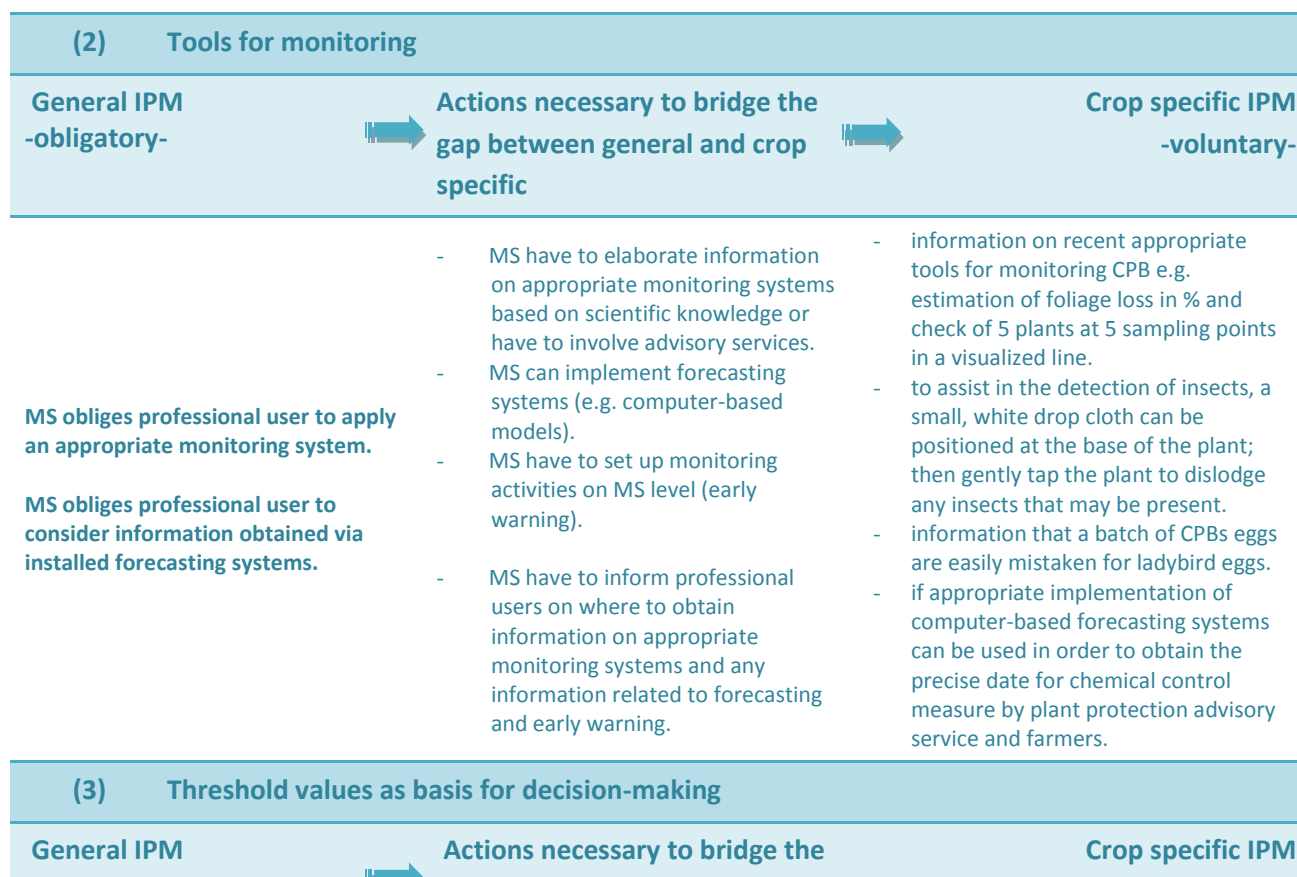 (2) Tools for monitoring
General IPM
-obligatory-
Actions necessary to bridge the
gap between general and crop
specific
Crop specific IPM
-voluntary-
MS obliges professional user to apply
an appropriate monitoring system.
MS obliges professional user to
consider information obtained via
installed forecasting systems.
- MS have to elaborate information
on appropriate monitoring systems
based on scientific knowledge or
have to involve advisory services.
- MS can implement forecasting
systems (e.g. computer-based
models).
- MS have to set up monitoring
activities on MS level (early
warning).
- MS have to inform professional
users on where to obtain
information on appropriate
monitoring systems and any
information related to forecasting
and early warning.
- information on recent appropriate
tools for monitoring CPB e.g.
estimation of foliage loss in % and
check of 5 plants at 5 sampling points
in a visualized line.
- to assist in the detection of insects, a
small, white drop cloth can be
positioned at the base of the plant;
then gently tap the plant to dislodge
any insects that may be present.
- information that a batch of CPBs eggs
are easily mistaken for ladybird eggs.
- if appropriate implementation of
computer-based forecasting systems
can be used in order to obtain the
precise date for chemical control
measure by plant protection advisory
service and farmers.
(3) Threshold values as basis for decision-making
General IPM
Actions necessary to bridge the
Crop specific IPM